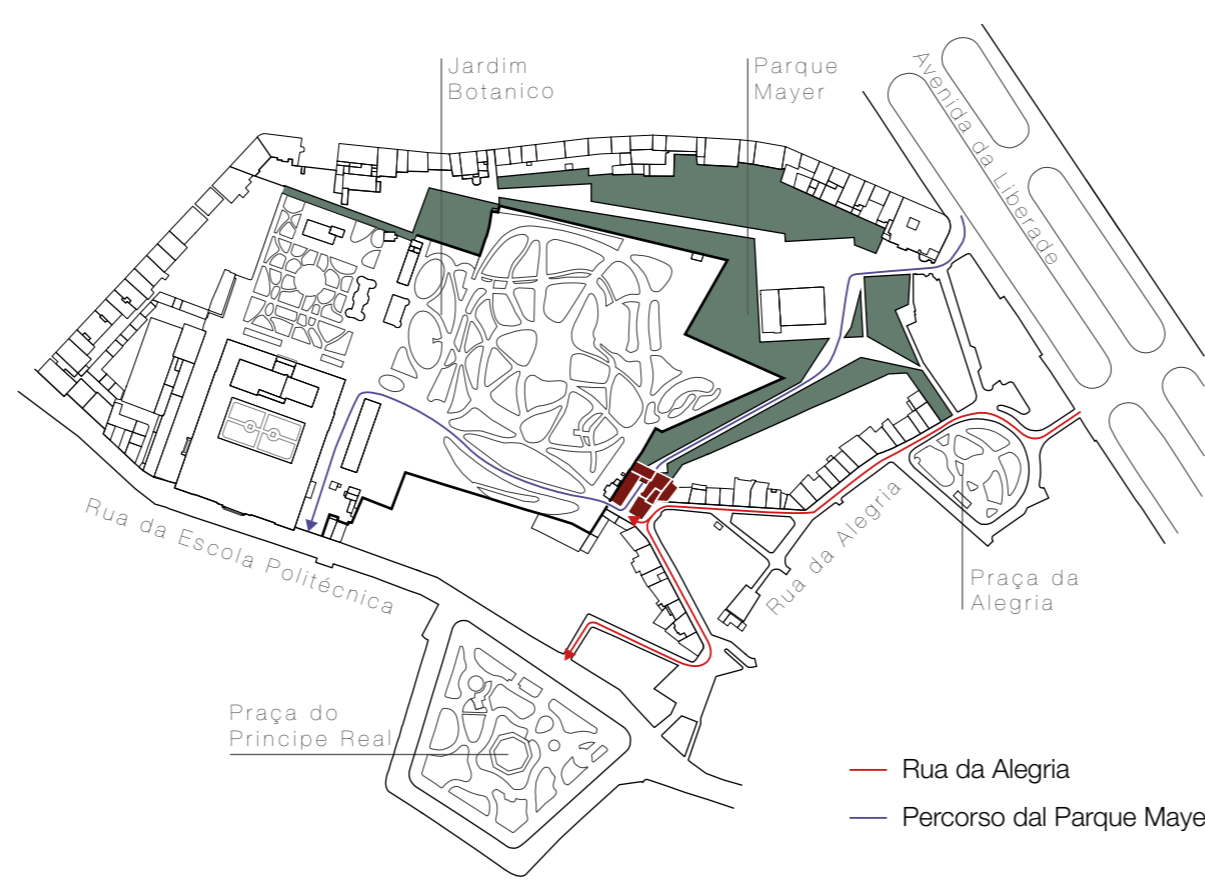 Jardim
Botanico
Parque
Mayer
Avenida da Liberade
Rua da Escola Politécnica
Rua da Alegria
Praça da
Alegria
Praça do
Principe Real
Rua da Alegria
Percorso dal Parque Maye